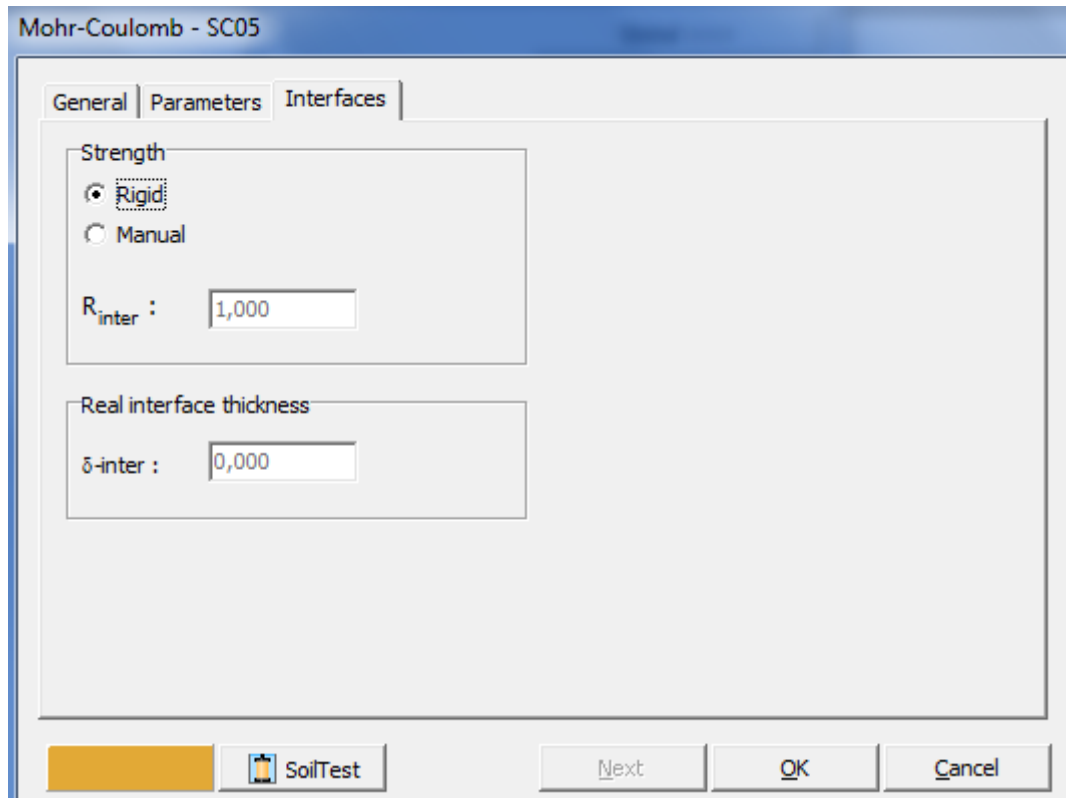 Mohr-Coulomb - SC05
General Parameters Interfaces
Strength
Rigid
Manual
Rinter : 1,000
Real interface thickness
δ-inter : 0,000
SoilTest Next OK Cancel